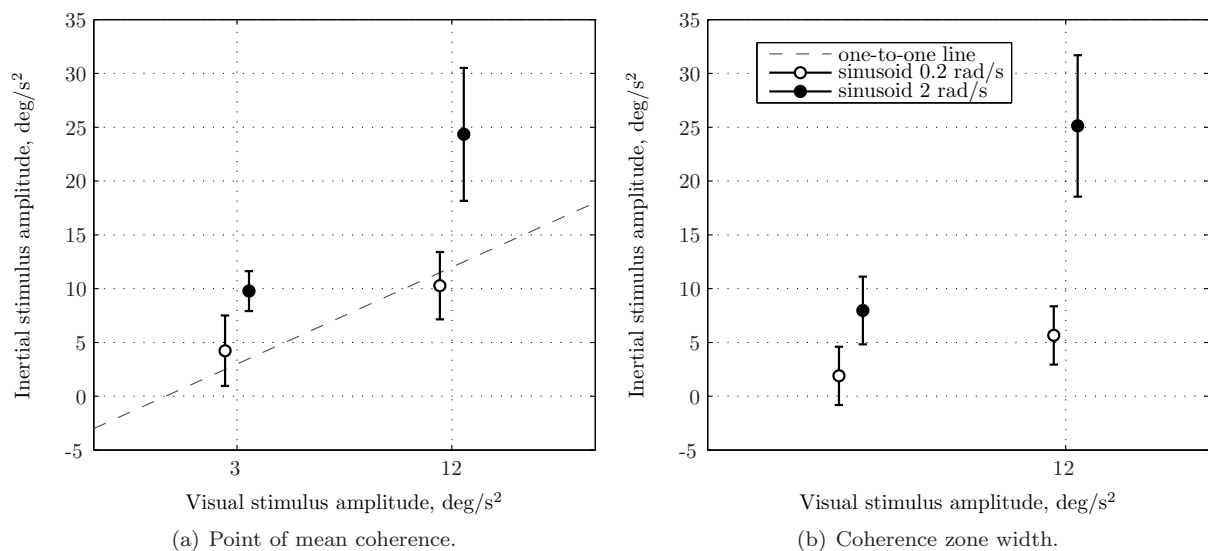 35
30
25
20
15
10
5
0
-5
3
12
Inertial stimulus amplitude, deg/s²
Visual stimulus amplitude, deg/s²
(a) Point of mean coherence.
35
30
25
20
15
10
5
0
-5
12
Inertial stimulus amplitude, deg/s²
Visual stimulus amplitude, deg/s²
one-to-one line
sinusoid 0.2 rad/s
sinusoid 2 rad/s
(b) Coherence zone width.